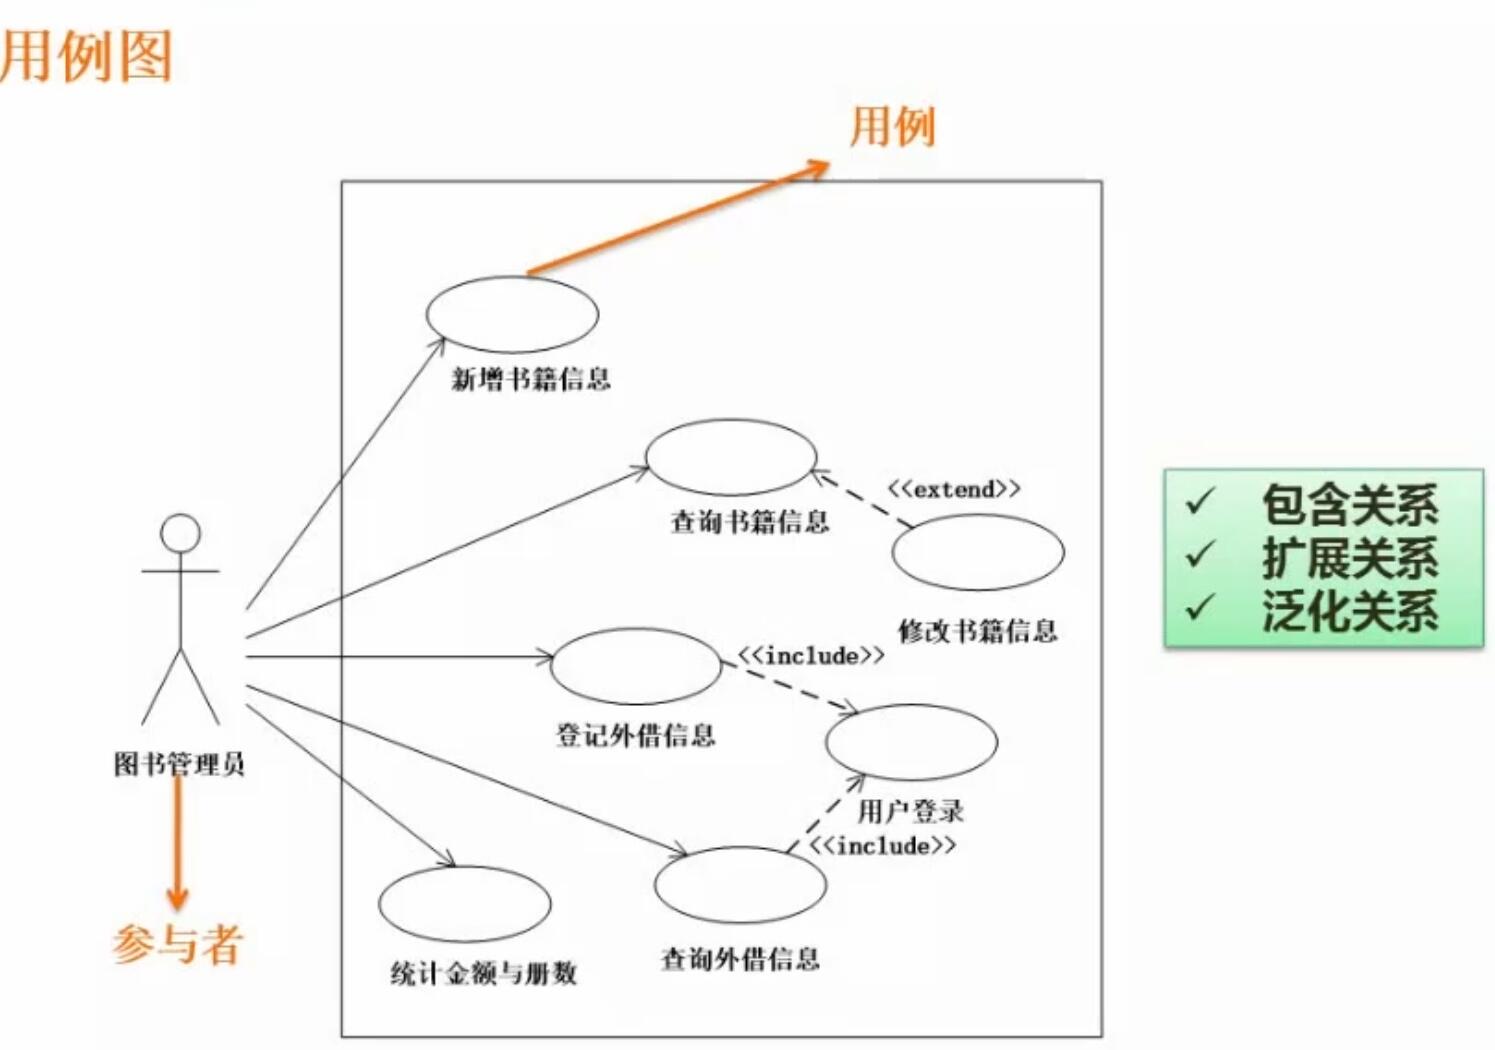 用例图
用例
新增书籍信息
查询书籍信息
<<extend>>
修改书籍信息
登记外借信息
<<include>>
用户登录
<<include>>
查询外借信息
统计金额与册数
图书管理员
参与者
✓ 包含关系
✓ 扩展关系
✓ 泛化关系